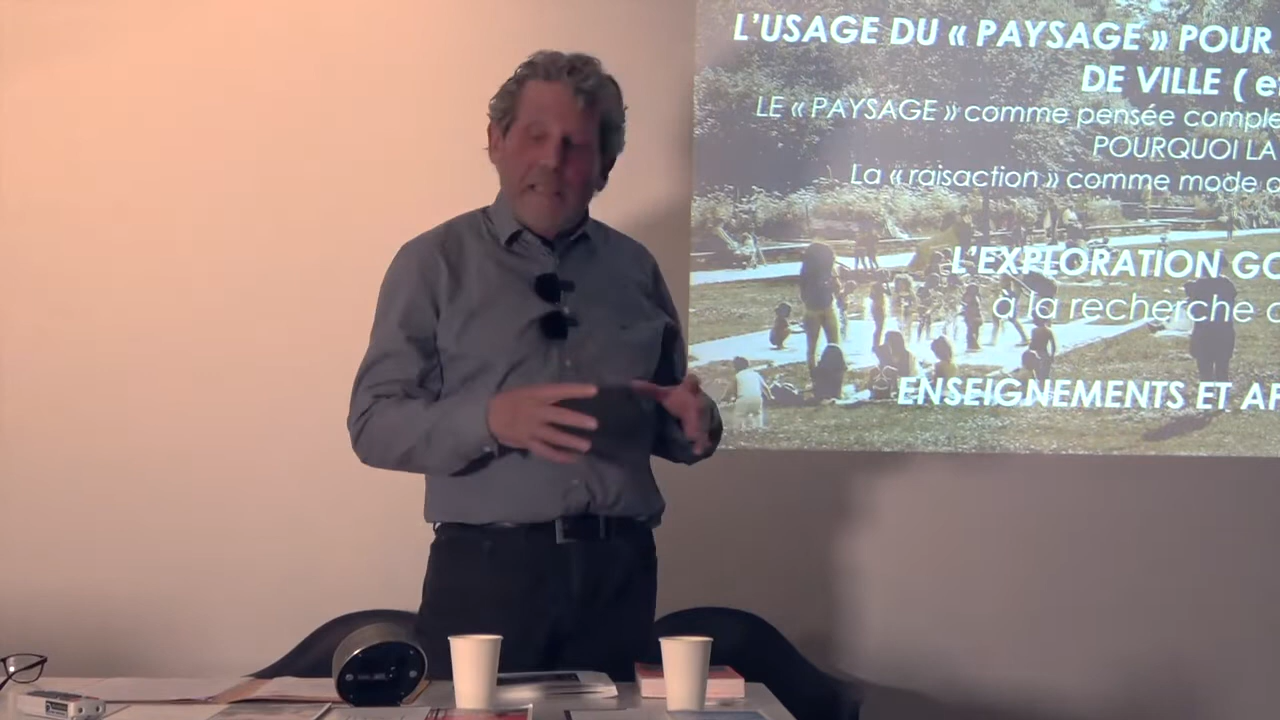 L'USAGE DU « PAYSAGE » POUR
DE VILLE (
LE « PAYSAGE » comme pensée
POURQUOI LA
La « raisaction » comme mode
L'EXPLORATION
à la recherche
ENSEIGNEMENTS ET